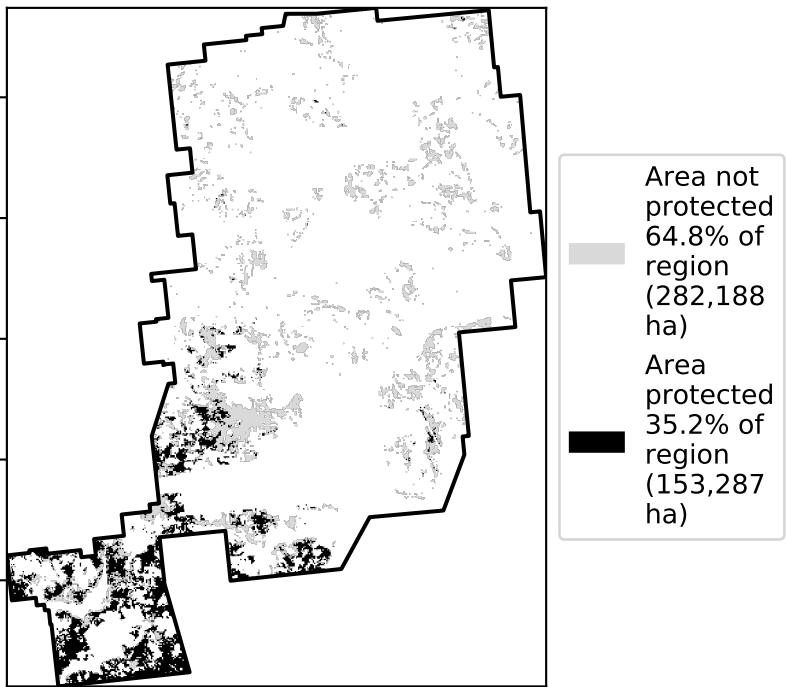 Area not
protected
64.8% of
region
(282,188
ha)
Area
protected
35.2% of
region
(153,287
ha)